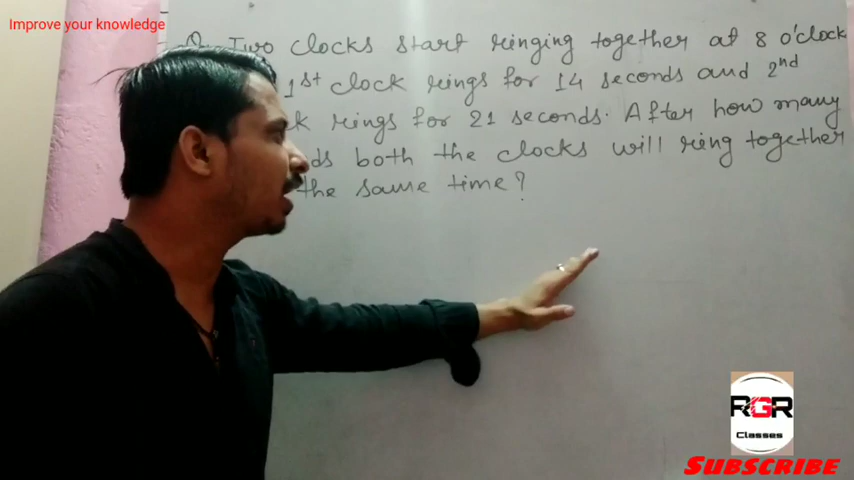 Improve your knowledge
Two clocks start ringing together at 8 o'clock
1st clock rings for 14 seconds and 2nd
k rings for 21 seconds. After how many
ds both the clocks will ring together
the same time?
RGR
Classes
SUBSCRIBE